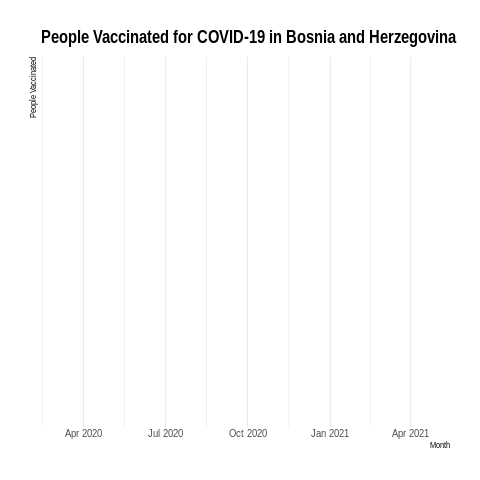 People Vaccinated for COVID-19 in Bosnia and Herzegovina
People Vaccinated
Apr 2020 Jul 2020 Oct 2020 Jan 2021 Apr 2021
Month